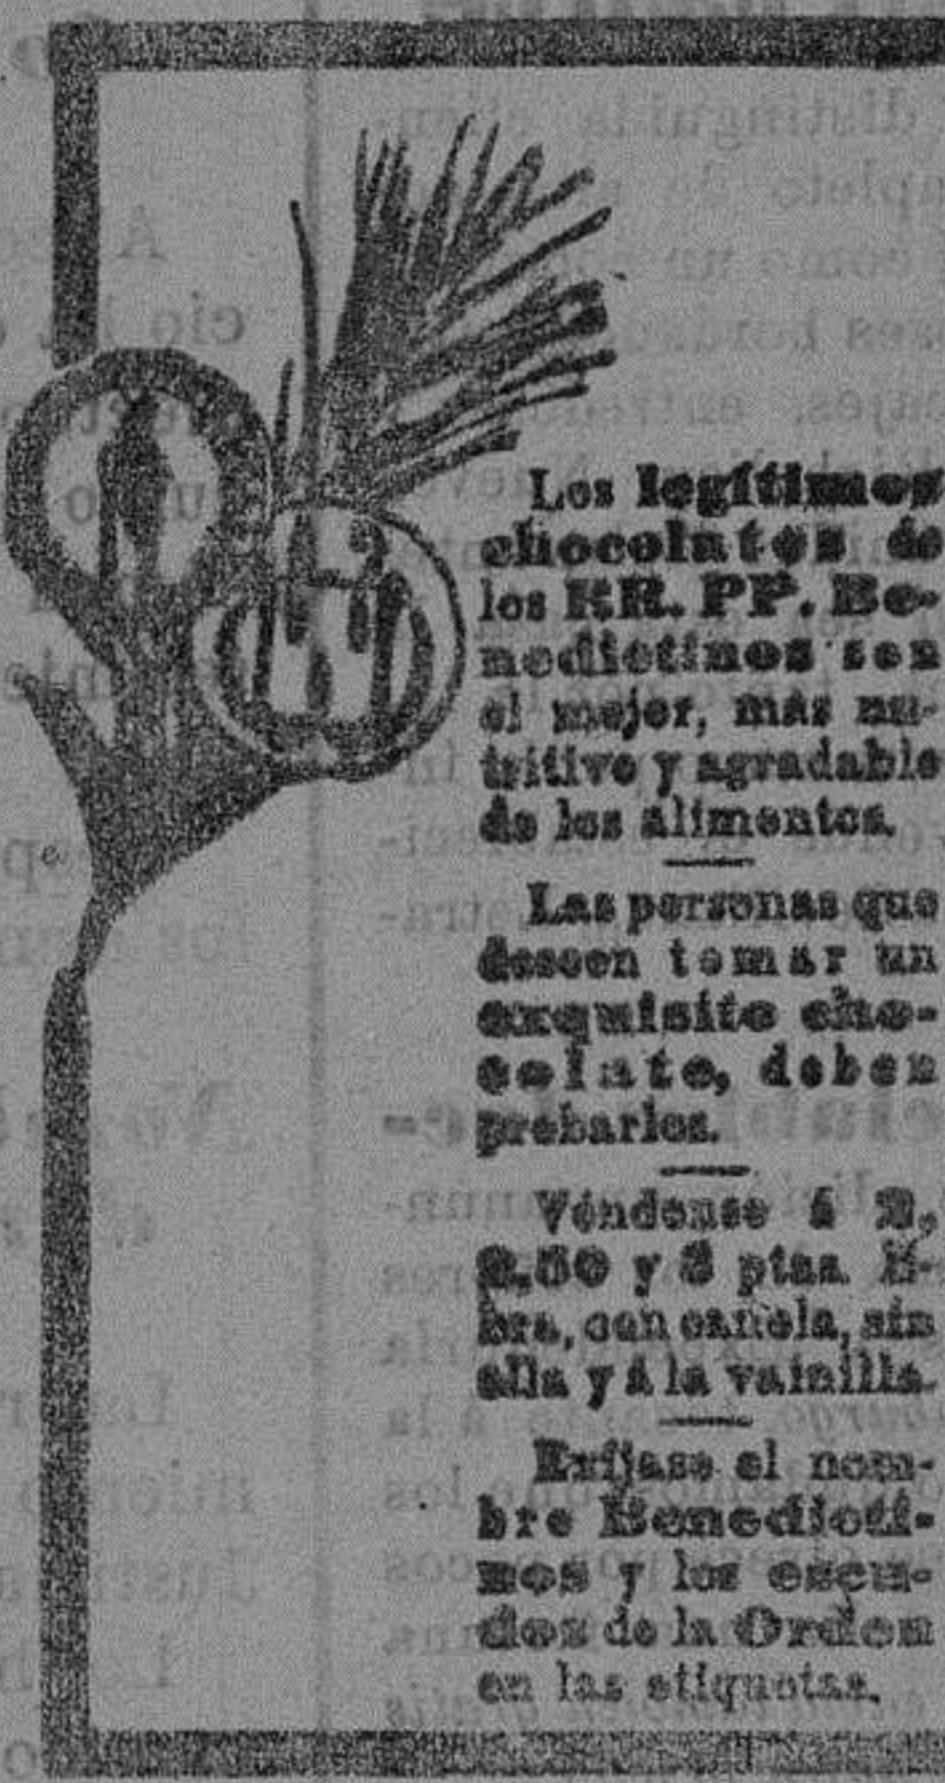 Los legítimos
chocolates de
los RR. PP. Be-
nedictinos son
el mejor, más nu-
tritivo y agradable
de los alimentos.
Las personas que
deseen tomar un
exquisito cho-
colate, deben
probarlos.
Véndense á 2,
2,50 y 3 ptas. li-
bra, con canela, sin
ella y á la vainilla.
Exíjase el nom-
bre Benedicti-
nos y los escu-
dos de la Orden
en las etiquetas.